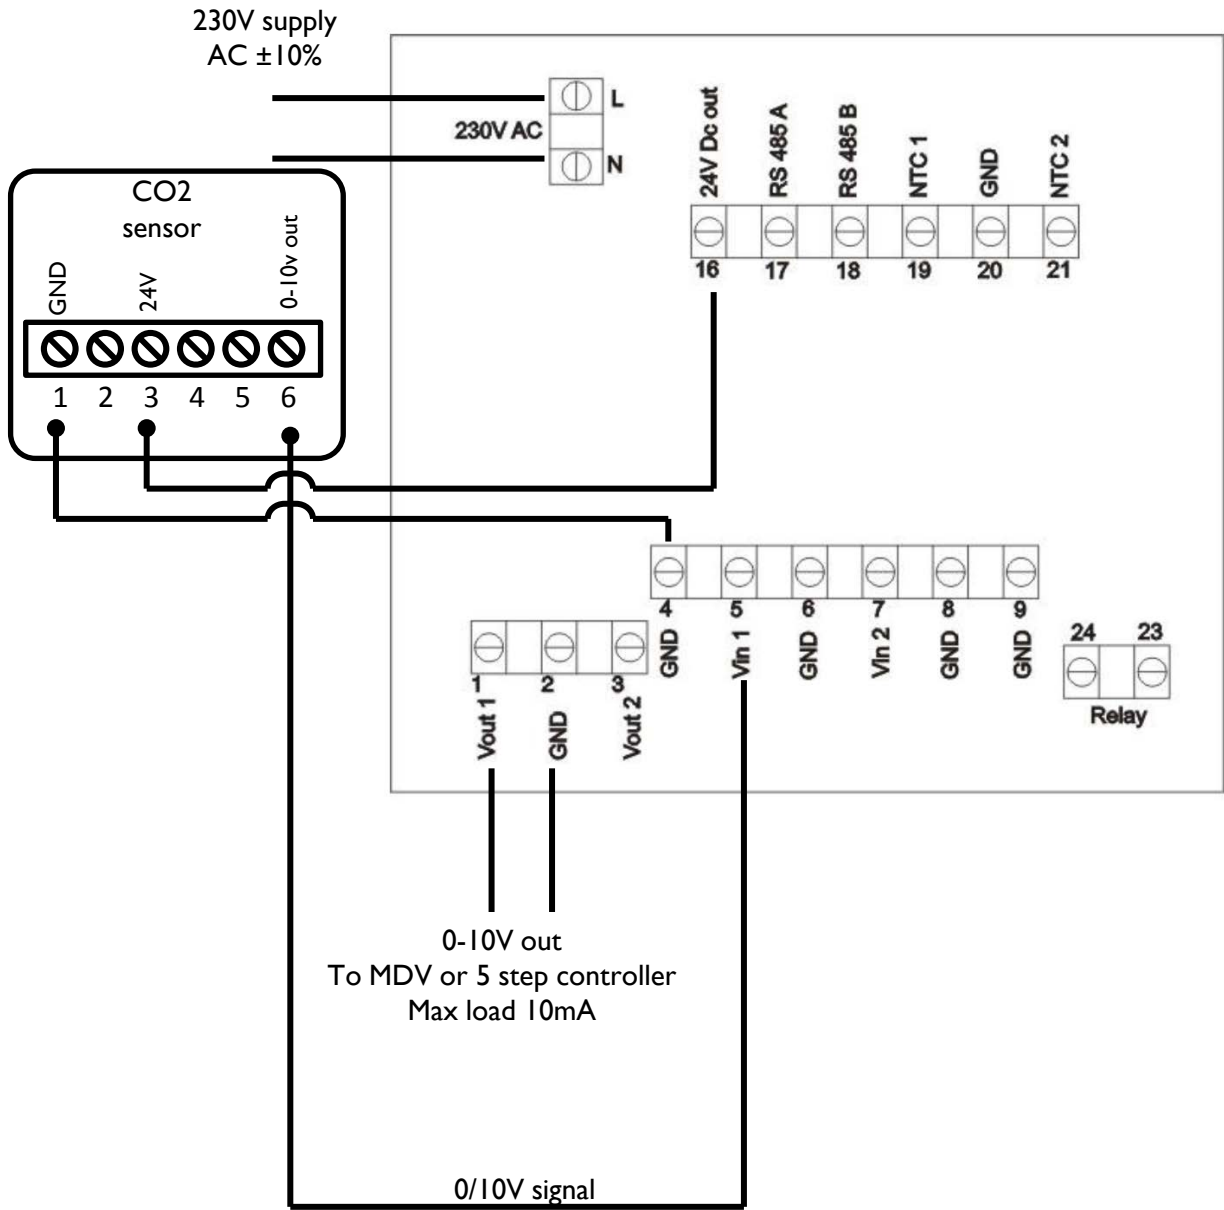 230V supply
AC ±10%
L
230V AC
N
24V Dc out
RS 485 A
RS 485 B
NTC 1
GND
NTC 2
16 17 18 19 20 21
CO2
sensor
GND
24V
0-10v out
1 2 3 4 5 6
4 5 6 7 8 9
GND
Vin 1
GND
Vin 2
GND
GND
24 23
Relay
1 2 3
Vout 1
GND
Vout 2
0-10V out
To MDV or 5 step controller
Max load 10mA
0/10V signal